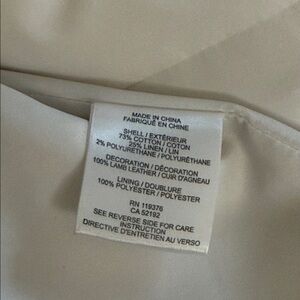 MADE IN CHINA
FABRIQUÉ EN CHINE
SHELL / EXTÉRIEUR
73% COTTON / COTON
25% LINEN / LIN
2% POLYURETHANE / POLYURÉTHANE
DECORATION / DÉCORATION
100% LAMB LEATHER / CUIR D'AGNEAU
LINING / DOUBLURE
100% POLYESTER / POLYESTER
RN 119376
CA 52192
SEE REVERSE SIDE FOR CARE
INSTRUCTION
DIRECTIVE D'ENTRETIEN AU VERSO